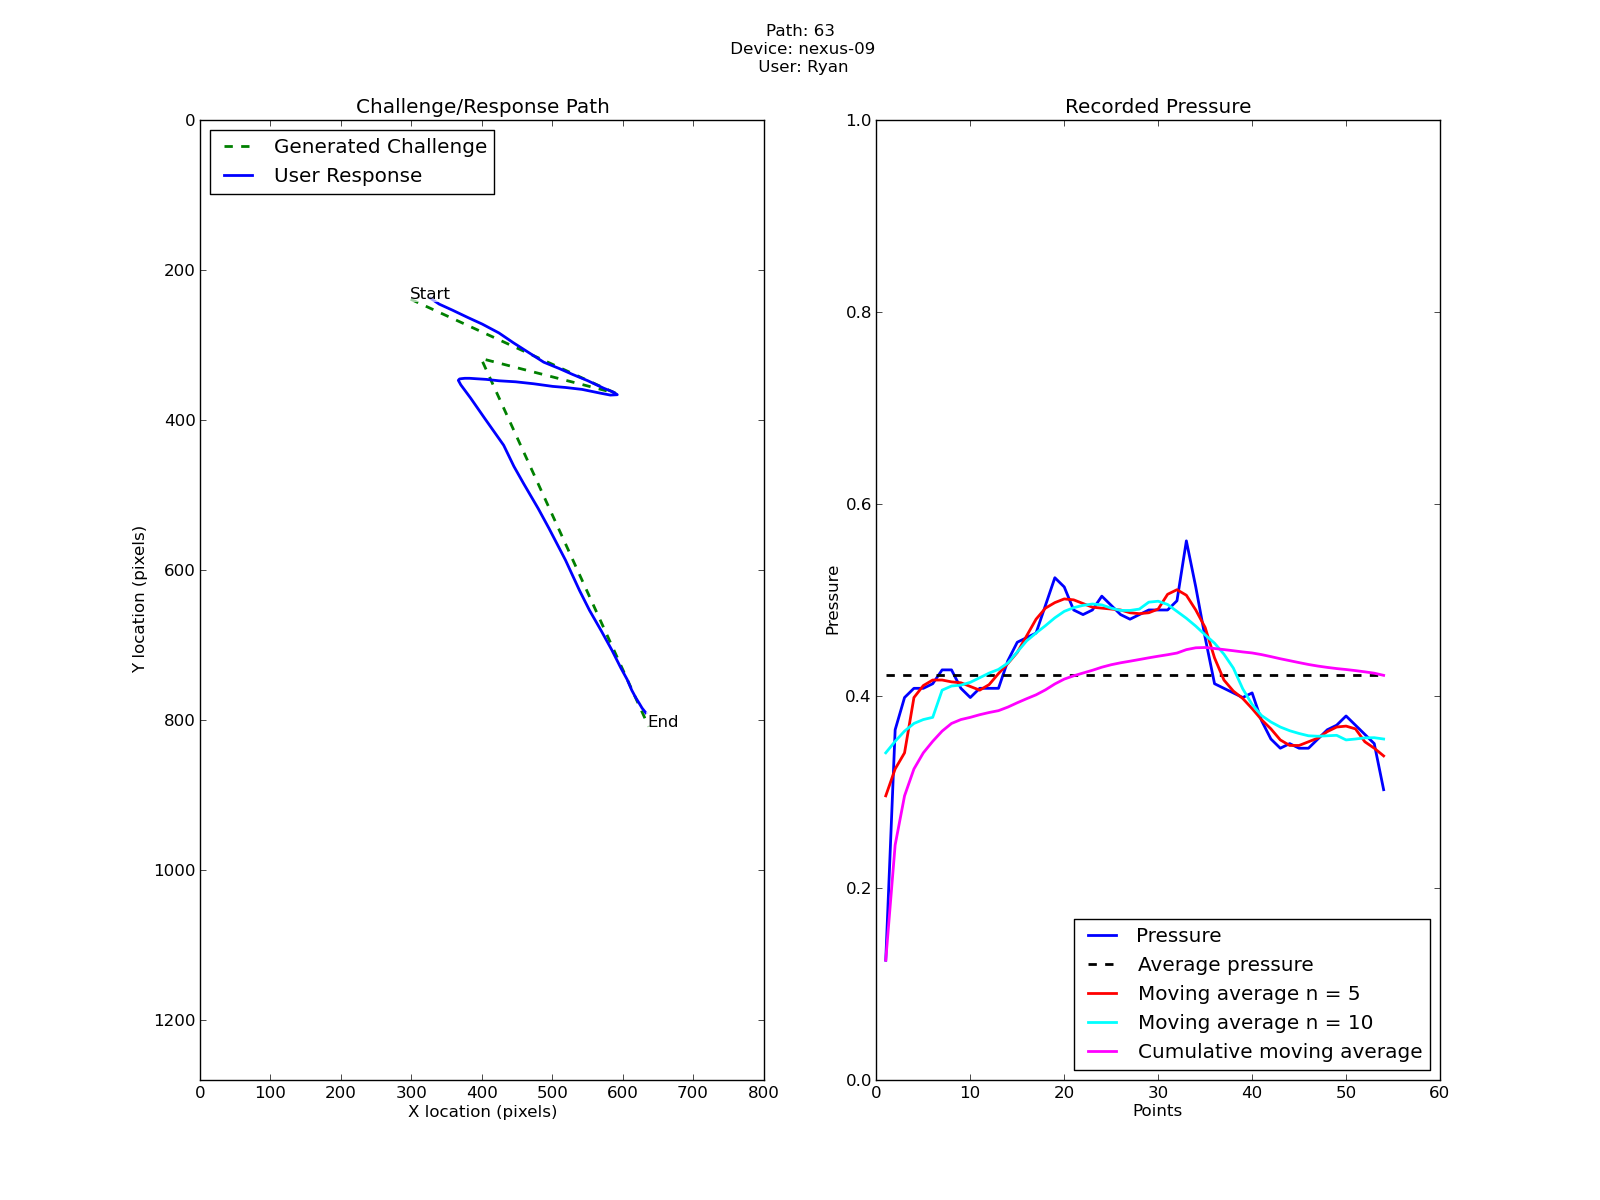 Path: 63
Device: nexus-09
User: Ryan
Challenge/Response Path
0
200
400
600
800
1000
1200
Y location (pixels)
Generated Challenge
User Response
Start
End
0 100 200 300 400 500 600 700 800
X location (pixels)
Recorded Pressure
1.0
0.8
0.6
0.4
0.2
0.0
Pressure
Pressure
Average pressure
Moving average n = 5
Moving average n = 10
Cumulative moving average
0 10 20 30 40 50 60
Points